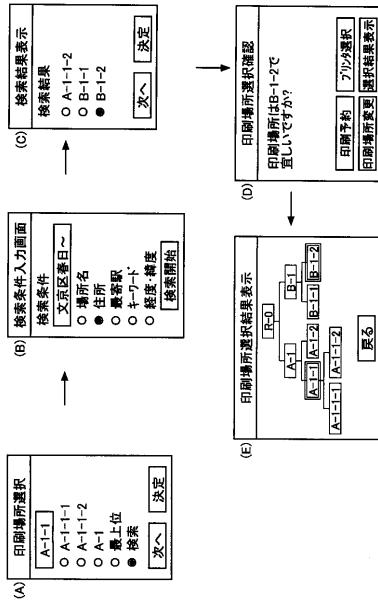 (A)
印刷場所選択
A-1-1
○ A-1-1-1
○ A-1-1-2
○ A-1
○ 最上位
● 検索
次へ 決定
(B)
検索条件入力画面
検索条件
文京区春日～
○ 場所名
● 住所
○ 最寄駅
○ キーワード
○ 経度 緯度
検索開始
(C)
検索結果表示
検索結果
○ A-1-1-2
○ B-1-1
● B-1-2
次へ 決定
(D)
印刷場所選択確認
印刷場所はB-1-2で
宜しいですか?
印刷予約 プリンタ選択
印刷場所変更 選択結果表示
(E)
印刷場所選択結果表示
R-0
A-1 B-1
A-1-1 A-1-2 B-1-1 B-1-2
A-1-1-1 A-1-1-2
戻る